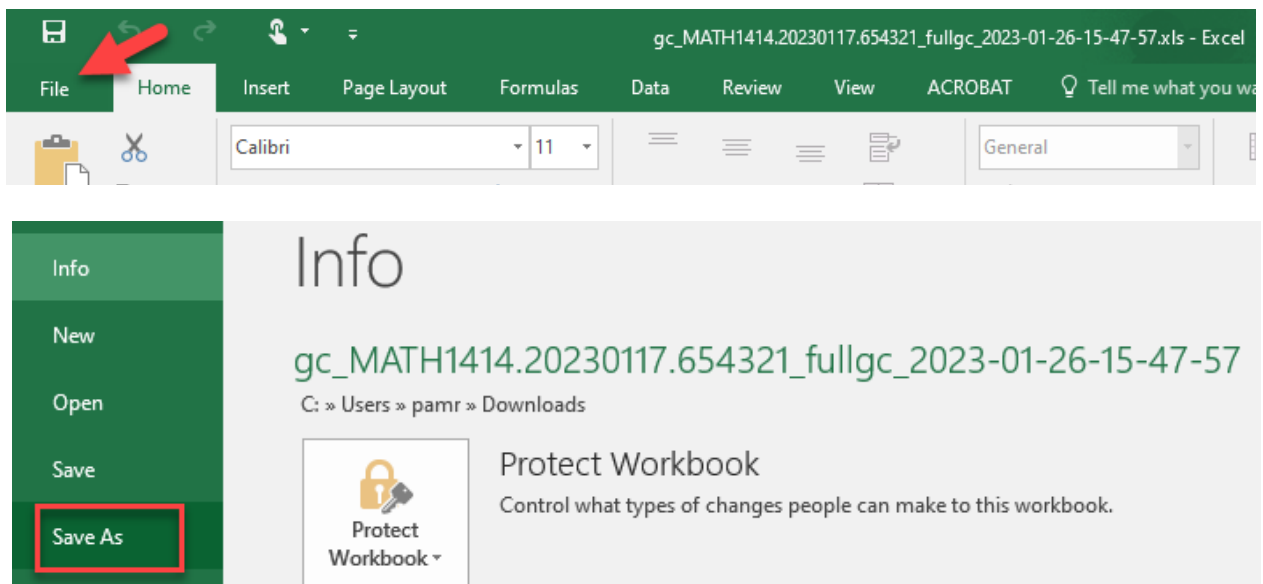 gc_MATH1414.20230117.654321_fullgc_2023-01-26-15-47-57.xls - Excel
File Home Insert Page Layout Formulas Data Review View ACROBAT Tell me what you wa
Calibri 11 General
Info
Info
New
gc_MATH1414.20230117.654321_fullgc_2023-01-26-15-47-57
Open
C: » Users » pamr » Downloads
Save
Protect Workbook
Control what types of changes people can make to this workbook.
Save As
Protect
Workbook